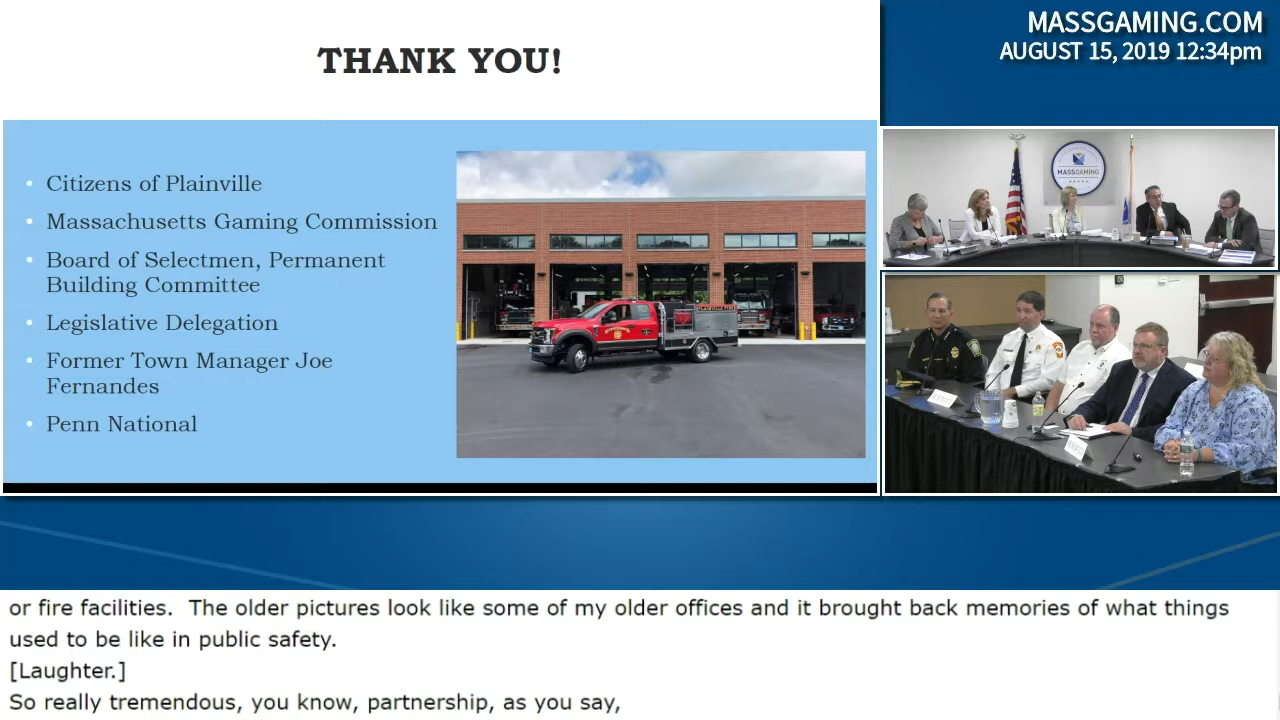 MASSGAMING.COM
AUGUST 15, 2019 12:34pm
THANK YOU!
• Citizens of Plainville
• Massachusetts Gaming Commission
• Board of Selectmen, Permanent
Building Committee
• Legislative Delegation
• Former Town Manager Joe
Fernandes
• Penn National
MASSGAMING
or fire facilities. The older pictures look like some of my older offices and it brought back memories of what things
used to be like in public safety.
[Laughter.]
So really tremendous, you know, partnership, as you say,